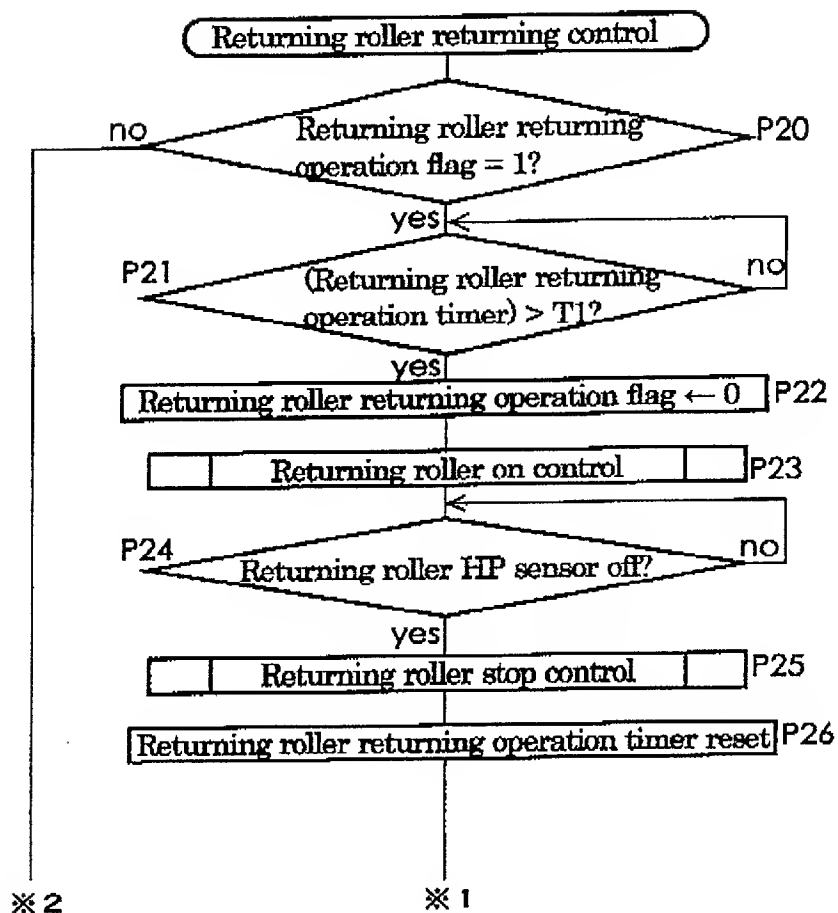 Returning roller returning control
no
Returning roller returning
operation flag = 1?
P20
yes
P21
(Returning roller returning
operation timer) > T1?
no
yes
Returning roller returning operation flag ← 0
P22
Returning roller on control
P23
P24
Returning roller HP sensor off?
no
yes
Returning roller stop control
P25
Returning roller returning operation timer reset
P26
※2
※1